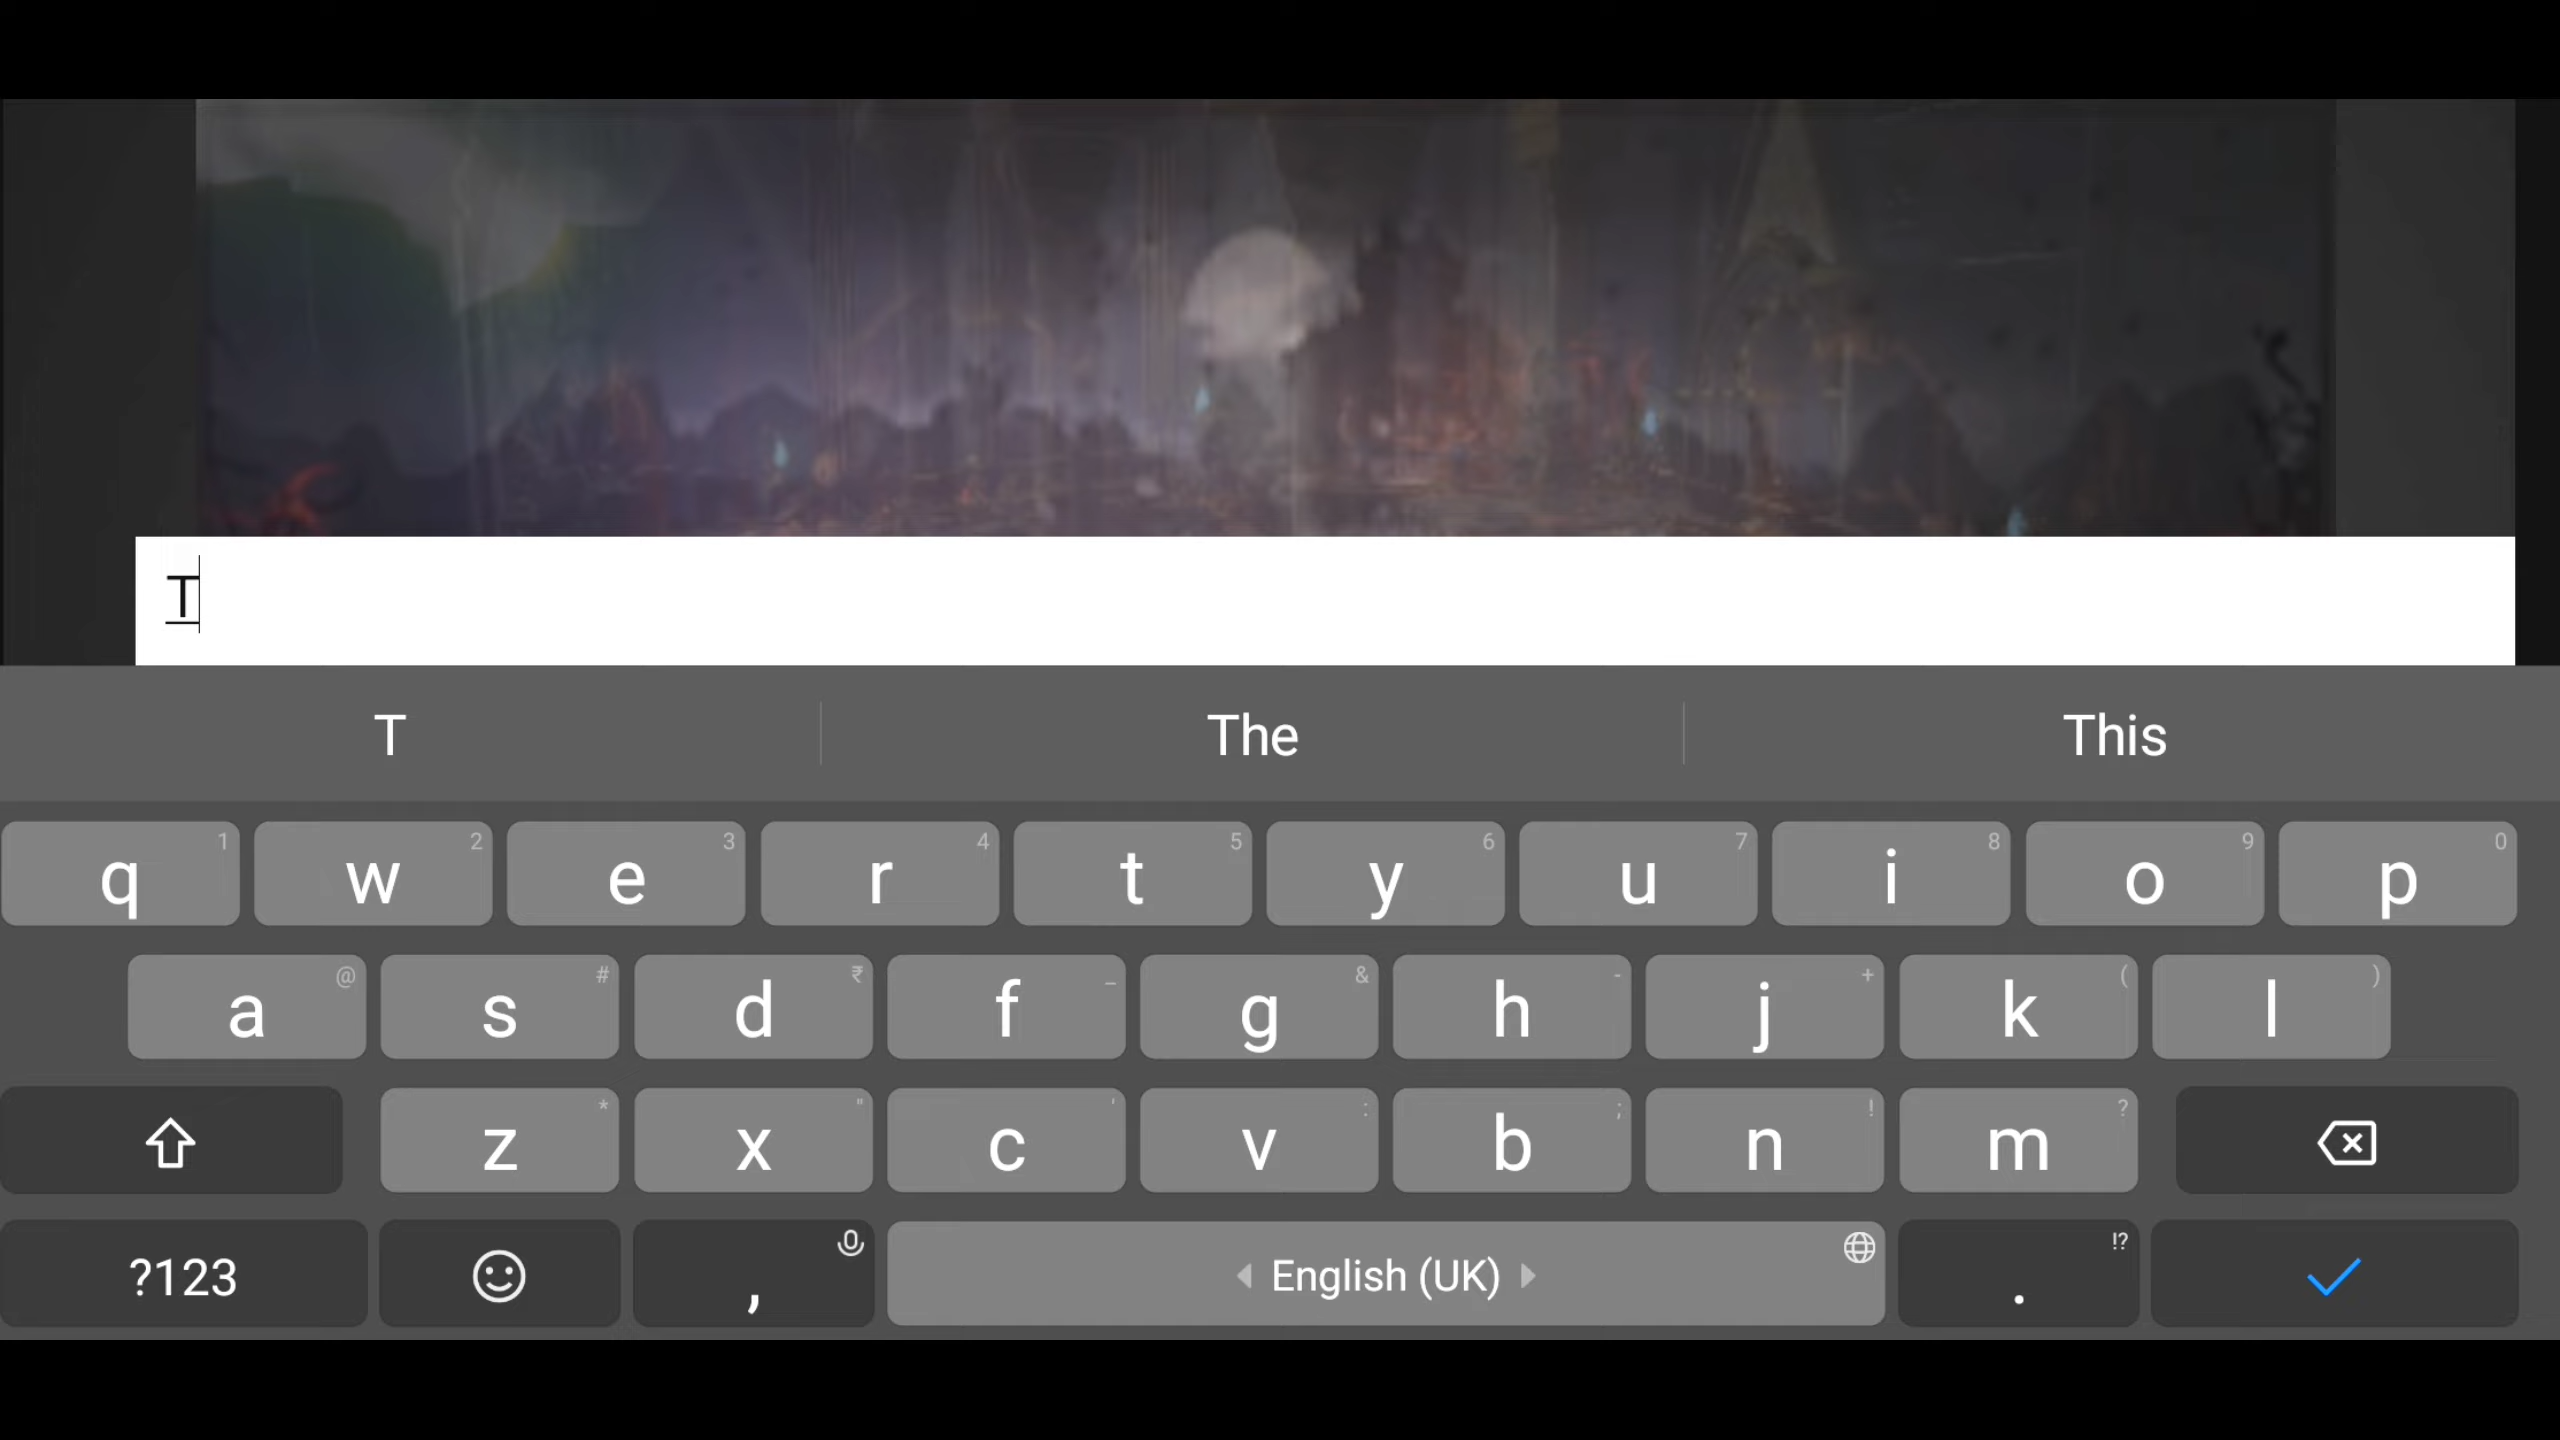 T
T The This
q 1 w 2 e 3 r 4 t 5 y 6 u 7 i 8 o 9 p 0
a @ s # d ₹ f _ g & h - j + k ( l )
z * x " c ' v : b ; n ! m ?
?123 , English (UK) . !?